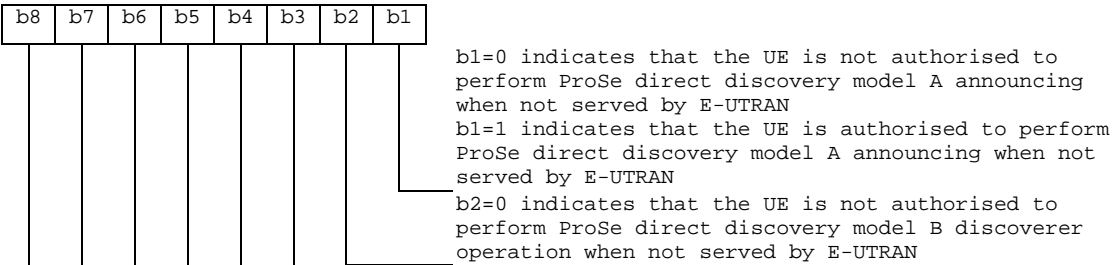 b8 b7 b6 b5 b4 b3 b2 b1
b1=0 indicates that the UE is not authorised to
perform ProSe direct discovery model A announcing
when not served by E-UTRAN
b1=1 indicates that the UE is authorised to perform
ProSe direct discovery model A announcing when not
served by E-UTRAN
b2=0 indicates that the UE is not authorised to
perform ProSe direct discovery model B discoverer
operation when not served by E-UTRAN